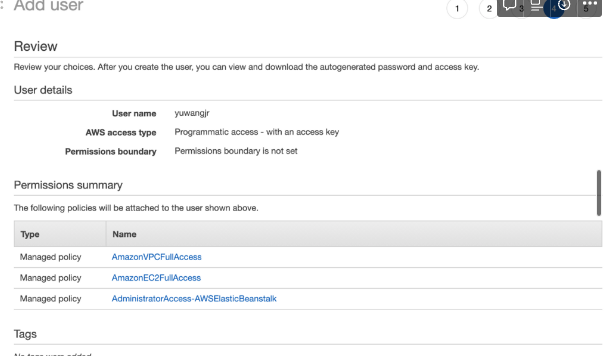 Add user
1 2 3 4 5
Review
Review your choices. After you create the user, you can view and download the autogenerated password and access key.
User details
User name yuwangjr
AWS access type Programmatic access - with an access key
Permissions boundary Permissions boundary is not set
Permissions summary
The following policies will be attached to the user shown above.
Type Name
Managed policy AmazonVPCFullAccess
Managed policy AmazonEC2FullAccess
Managed policy AdministratorAccess-AWSElasticBeanstalk
Tags
No tags were added